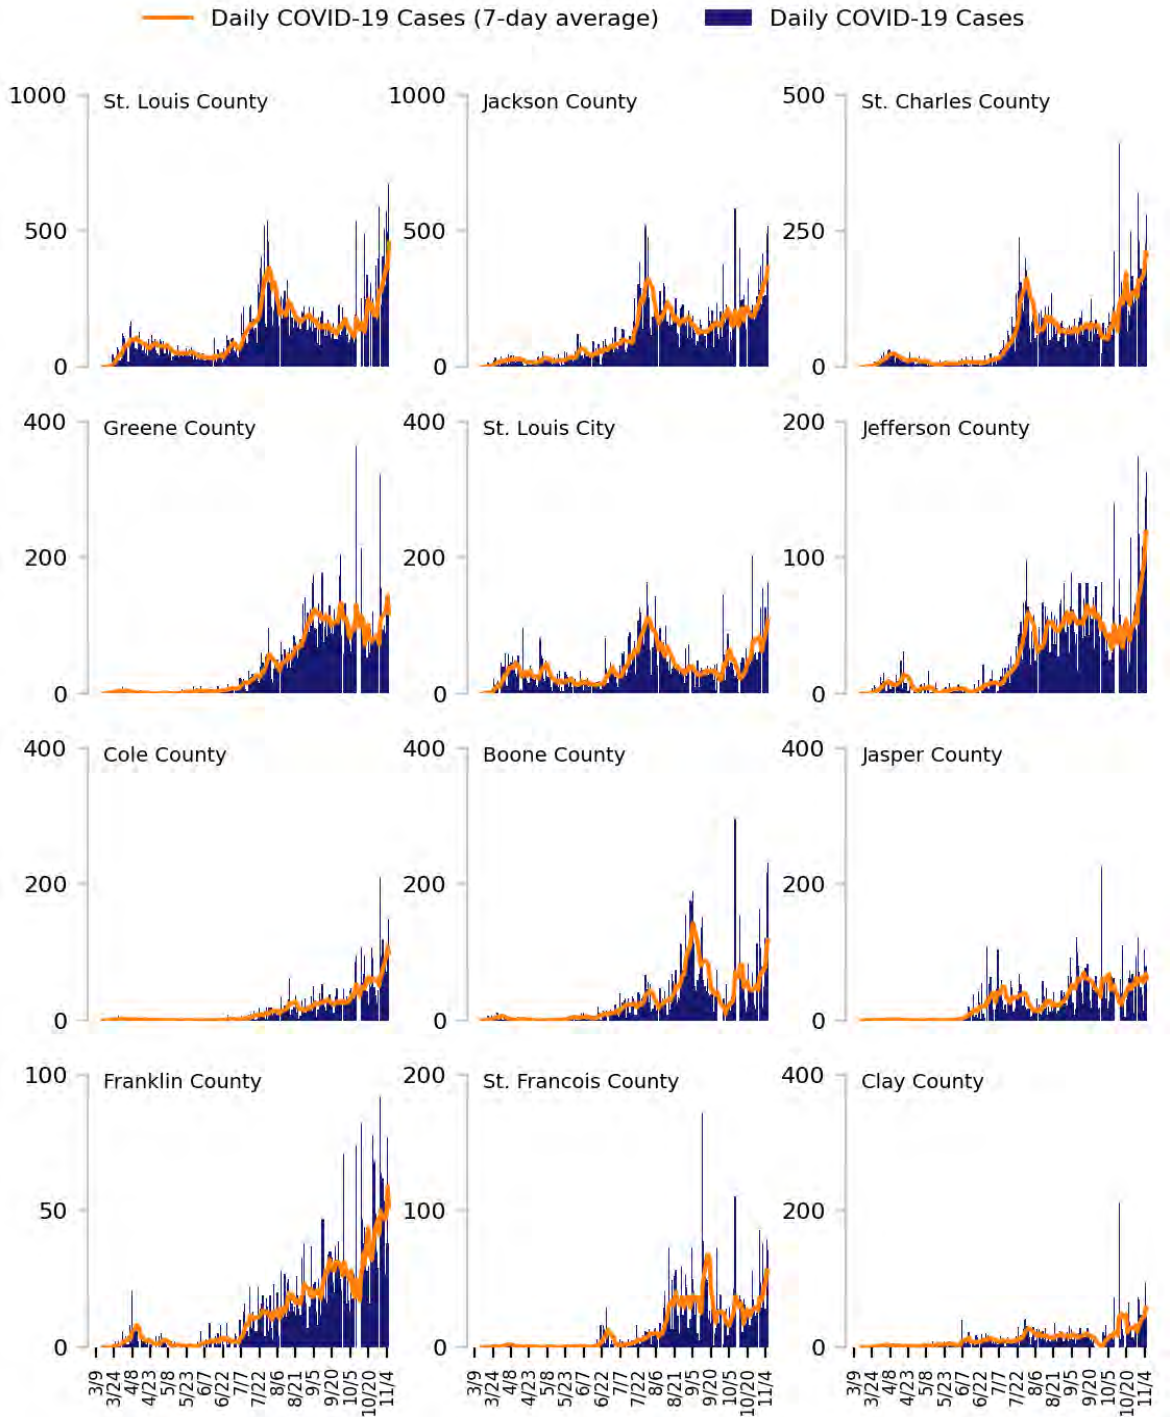 Daily COVID-19 Cases (7-day average) Daily COVID-19 Cases
1000 St. Louis County 1000 Jackson County 500 St. Charles County
500 500 250
0 0 0
400 Greene County 400 St. Louis City 200 Jefferson County
200 200 100
0 0 0
400 Cole County 400 Boone County 400 Jasper County
200 200 200
0 0 0
100 Franklin County 200 St. Francois County 400 Clay County
50 100 200
0 0 0
3/9 3/24 4/8 4/23 5/8 5/23 6/7 6/22 7/7 7/22 8/6 8/21 9/5 9/20 10/5 10/20 11/4 3/9 3/24 4/8 4/23 5/8 5/23 6/7 6/22 7/7 7/22 8/6 8/21 9/5 9/20 10/5 10/20 11/4 3/9 3/24 4/8 4/23 5/8 5/23 6/7 6/22 7/7 7/22 8/6 8/21 9/5 9/20 10/5 10/20 11/4